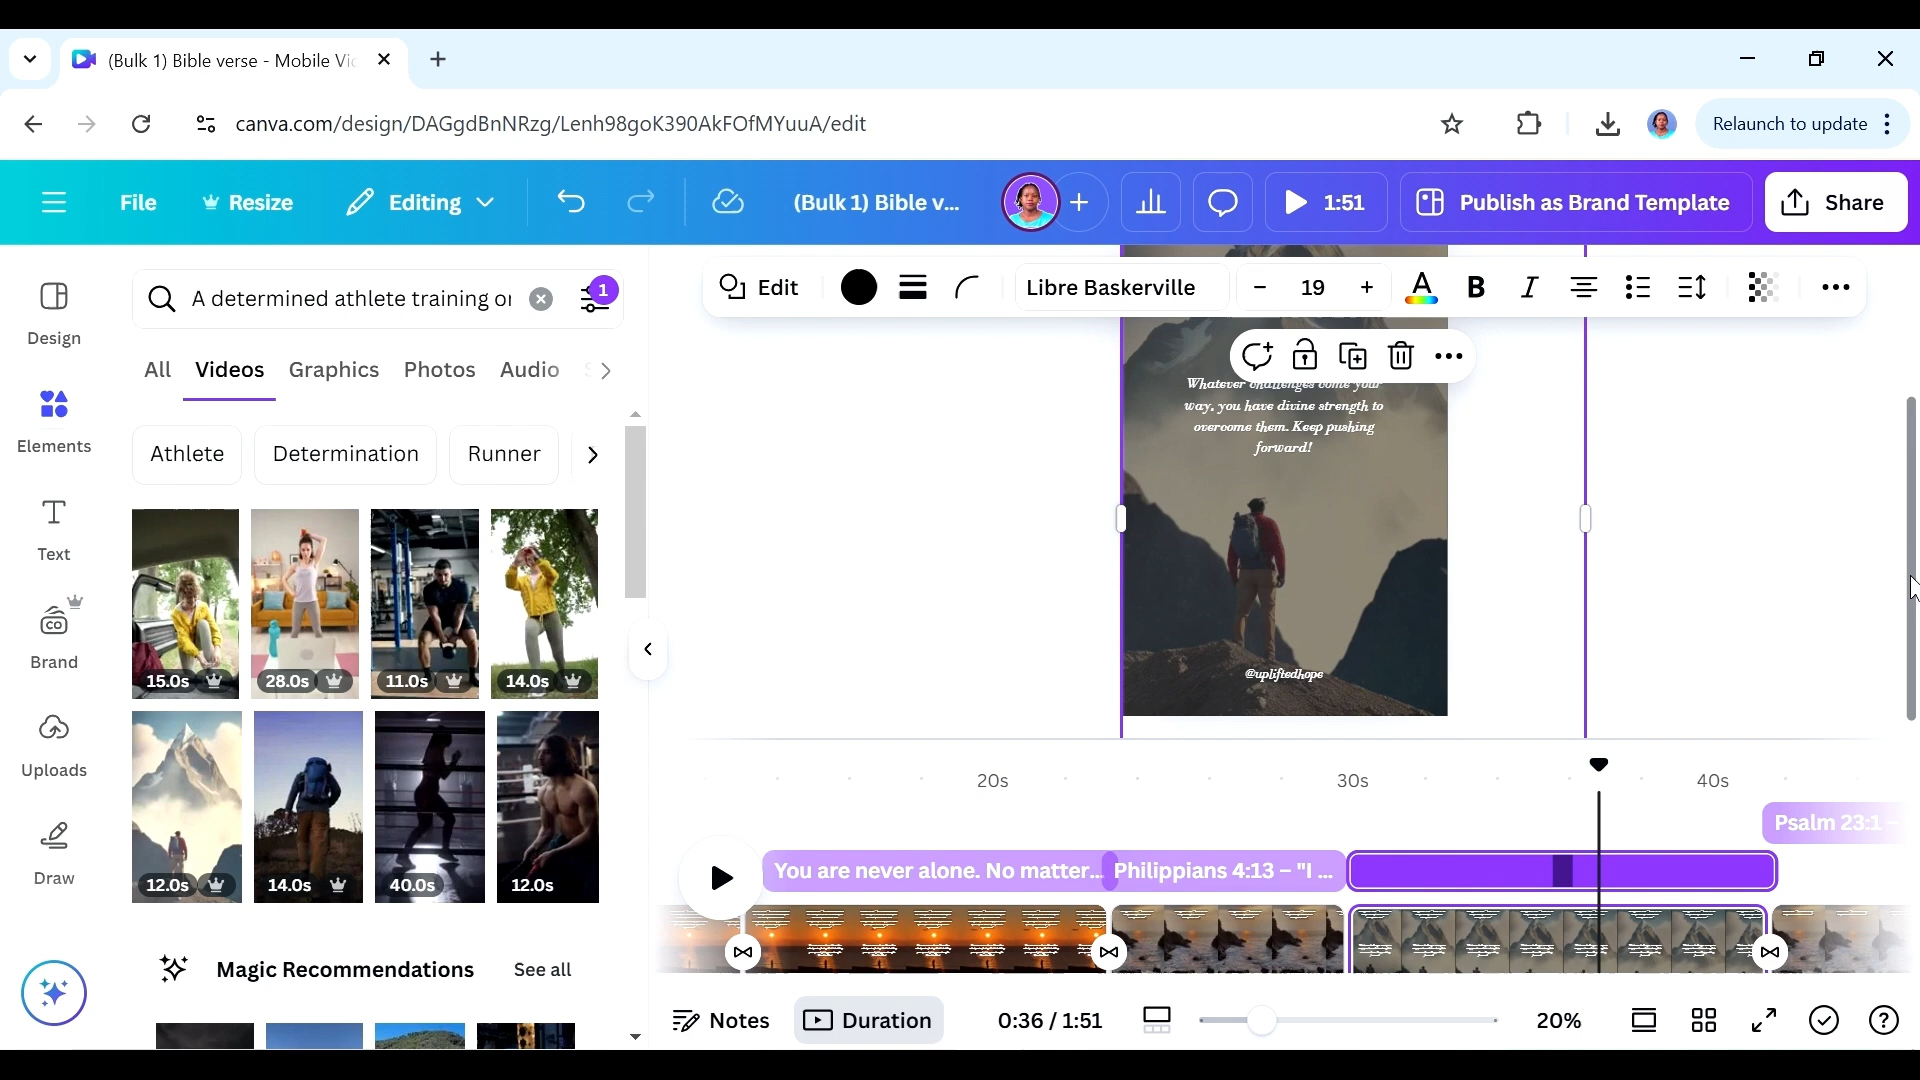 (Bulk 1) Bible verse - Mobile Vi
canva.com/design/DAGgdBnNRzg/Lenh98goK390AkFOfMYuuA/edit
Relaunch to update
File
Resize
Editing
(Bulk 1) Bible v...
1:51
Publish as Brand Template
Share
Design
Elements
Text
Brand
Uploads
Draw
A determined athlete training or
1
All
Videos
Graphics
Photos
Audio
Athlete
Determination
Runner
15.0s
28.0s
11.0s
14.0s
12.0s
14.0s
40.0s
12.0s
Magic Recommendations
See all
Edit
Libre Baskerville
– 19 +
A
B
I
Whatever challenges come your
way, you have divine strength to
overcome them. Keep pushing
forward!
@upliftedhope
20s
30s
40s
Psalm 23:1 –
You are never alone. No matter...
Philippians 4:13 – "I ...
Notes
Duration
0:36 / 1:51
20%